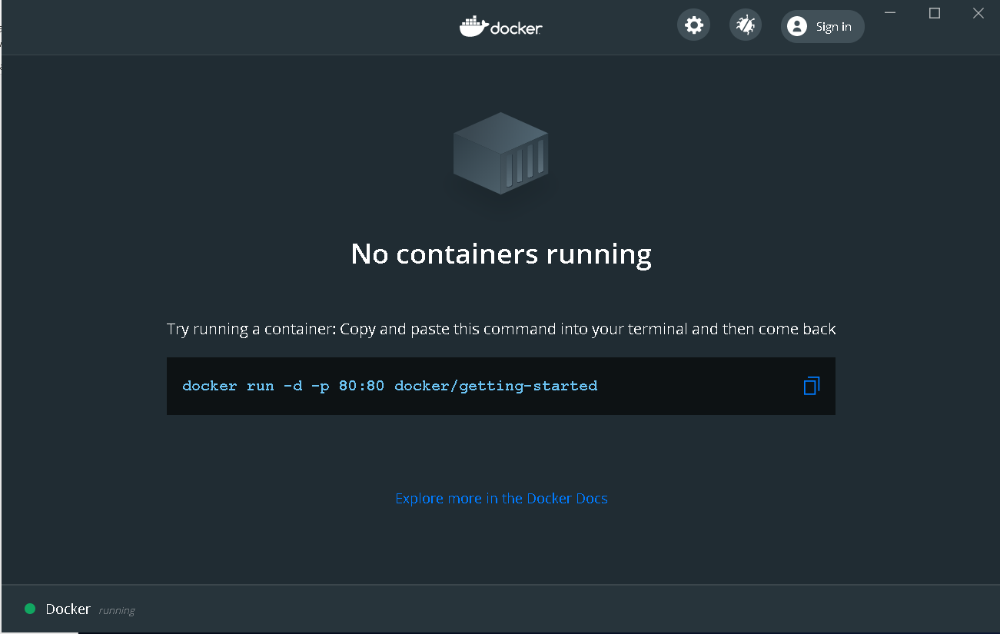 docker
Sign in
No containers running
Try running a container: Copy and paste this command into your terminal and then come back
docker run -d -p 80:80 docker/getting-started
Explore more in the Docker Docs
Docker running